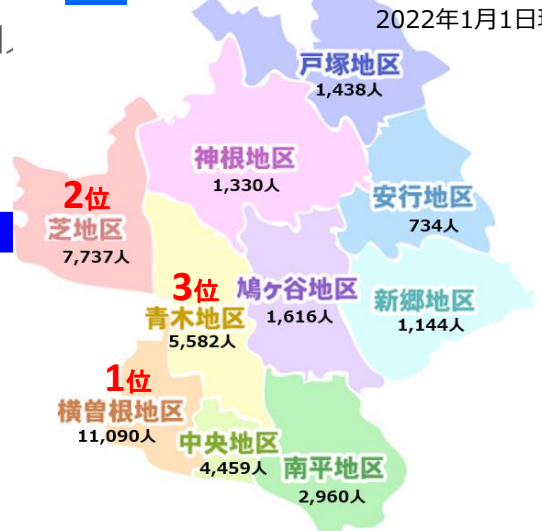 2022年1月1日
戸塚地区
1,438人
神根地区
1,330人
安行地区
734人
2位
芝地区
7,737人
3位
青木地区
5,582人
鳩ヶ谷地区
1,616人
新郷地区
1,144人
1位
横曽根地区
11,090人
中央地区
4,459人
南平地区
2,960人